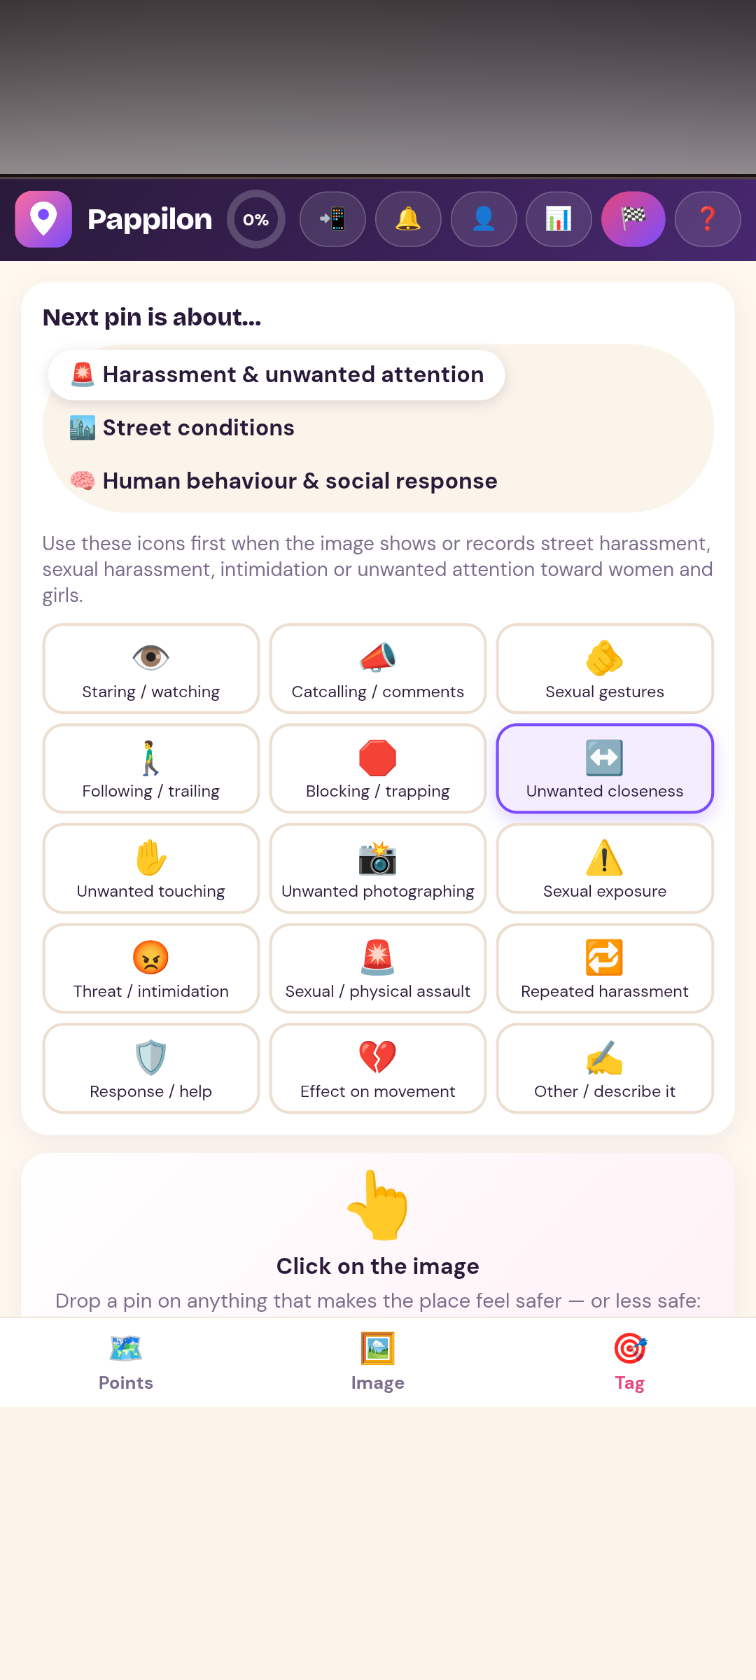 Pappilon
0%
Next pin is about...
Harassment & unwanted attention
Street conditions
Human behaviour & social response
Use these icons first when the image shows or records street harassment,
sexual harassment, intimidation or unwanted attention toward women and
girls.
Staring / watching
Catcalling / comments
Sexual gestures
Following / trailing
Blocking / trapping
Unwanted closeness
Unwanted touching
Unwanted photographing
Sexual exposure
Threat / intimidation
Sexual / physical assault
Repeated harassment
Response / help
Effect on movement
Other / describe it
Click on the image
Drop a pin on anything that makes the place feel safer — or less safe:
Points
Image
Tag